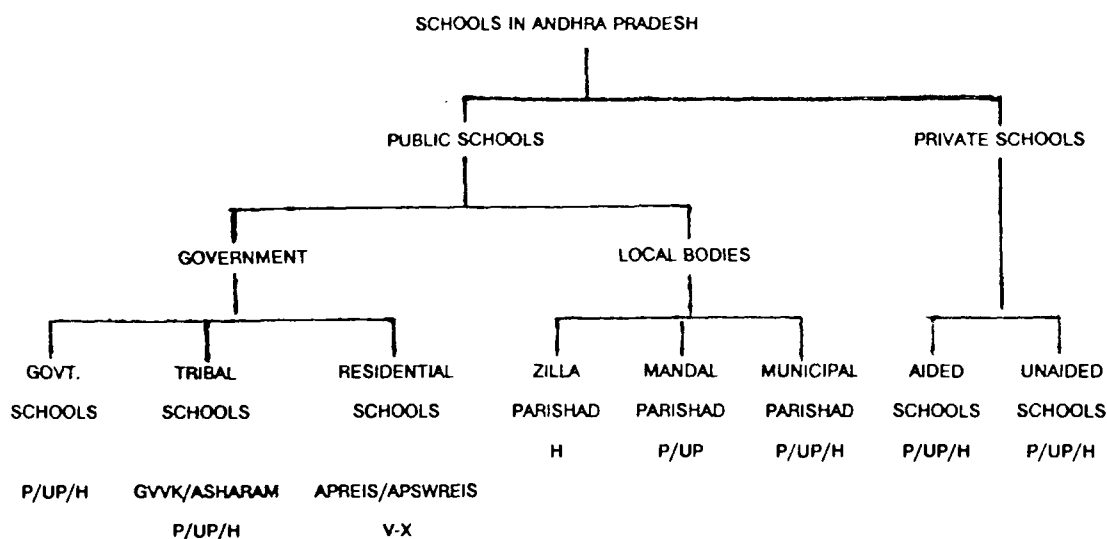 SCHOOLS IN ANDHRA PRADESH
PUBLIC SCHOOLS PRIVATE SCHOOLS
GOVERNMENT LOCAL BODIES
GOVT. TRIBAL RESIDENTIAL ZILLA MANDAL MUNICIPAL AIDED UNAIDED
SCHOOLS SCHOOLS SCHOOLS PARISHAD PARISHAD PARISHAD SCHOOLS SCHOOLS
H P/UP P/UP/H P/UP/H P/UP/H
P/UP/H GVVK/ASHARAM APREIS/APSWREIS
P/UP/H V-X